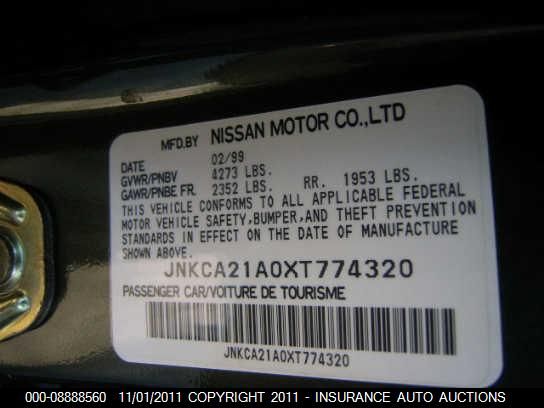 MFD.BY NISSAN MOTOR CO.,LTD
DATE 02/99
GVWR/PNBV 4273 LBS.
GAWR/PNBE FR. 2352 LBS. RR. 1953 LBS.
THIS VEHICLE CONFORMS TO ALL APPLICABLE FEDERAL
MOTOR VEHICLE SAFETY,BUMPER,AND THEFT PREVENTION
STANDARDS IN EFFECT ON THE DATE OF MANUFACTURE
SHOWN ABOVE.
JNKCA21A0XT774320
PASSENGER CAR/VOITURE DE TOURISME
JNKCA21A0XT774320
000-08888560 11/01/2011 COPYRIGHT 2011 - INSURANCE AUTO AUCTIONS